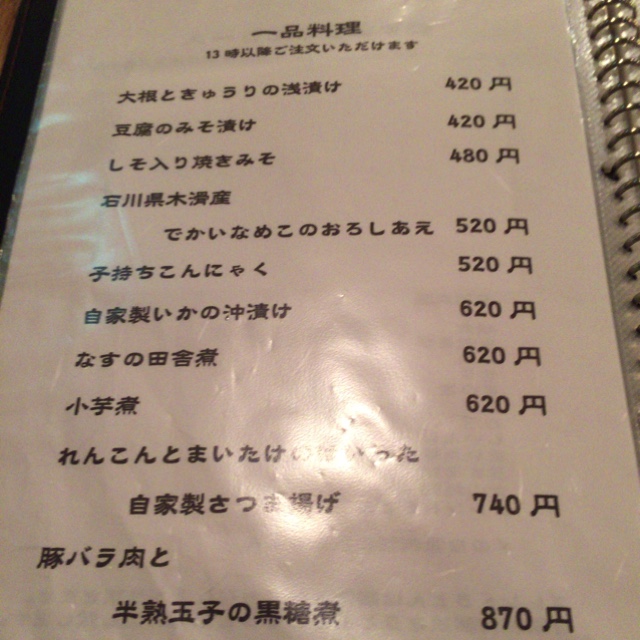 一品料理
13時以降ご注文いただけます
大根ときゅうりの浅漬け 420円
豆腐のみそ漬け 420円
しそ入り焼きみそ 480円
石川県木滑産
でかいなめこのおろしあえ 520円
子持ちこんにゃく 520円
自家製いかの沖漬け 620円
なすの田舎煮 620円
小芋煮 620円
れんこんとまいたけの った
自家製さつま揚げ 740円
豚バラ肉と
半熟玉子の黒糖煮 870円